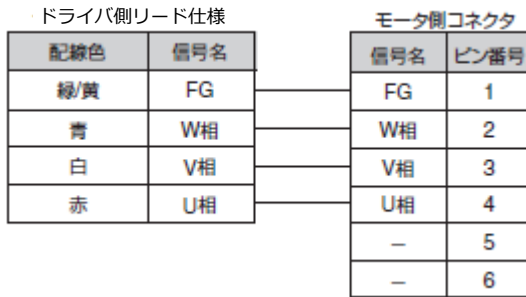 ドライバ側リード仕様 モータ側コネクタ
配線色 信号名 信号名 ピン番号
緑/黄 FG FG 1
青 W相 W相 2
白 V相 V相 3
赤 U相 U相 4
– 5
– 6